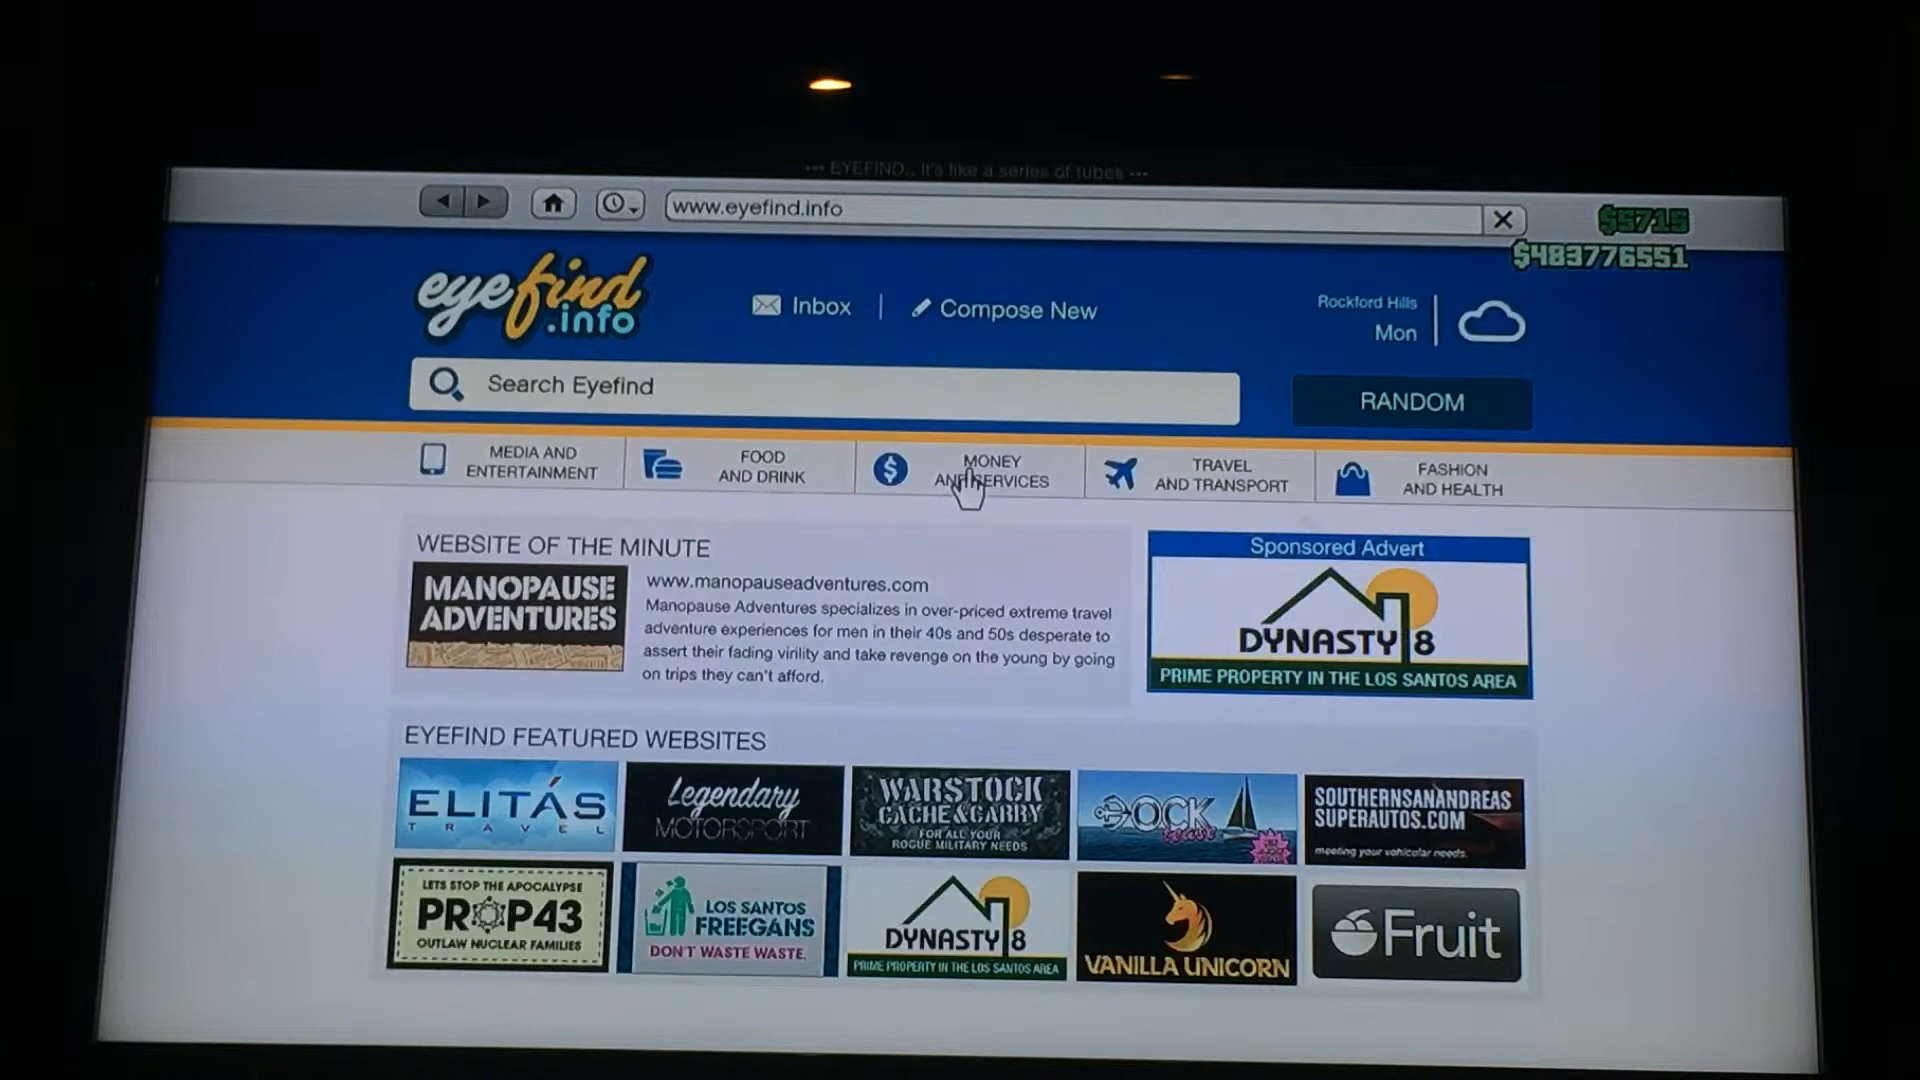 --- EYEFIND.. It's like a series of tubes ---
www.eyefind.info
$5715
$483776551
eyefind
.info
Inbox
Compose New
Rockford Hills
Mon
Search Eyefind
RANDOM
MEDIA AND
ENTERTAINMENT
FOOD
AND DRINK
MONEY
AND SERVICES
TRAVEL
AND TRANSPORT
FASHION
AND HEALTH
WEBSITE OF THE MINUTE
MANOPAUSE
ADVENTURES
www.manopauseadventures.com
Manopause Adventures specializes in over-priced extreme travel
adventure experiences for men in their 40s and 50s desperate to
assert their fading virility and take revenge on the young by going
on trips they can't afford.
Sponsored Advert
DYNASTY 8
PRIME PROPERTY IN THE LOS SANTOS AREA
EYEFIND FEATURED WEBSITES
ELITÁS
TRAVEL
Legendary
MOTORSPORT
WARSTOCK
CACHE & CARRY
FOR ALL YOUR
ROGUE MILITARY NEEDS
DOCK
tease
SOUTHERNSANANDREAS
SUPERAUTOS.COM
meeting your vehicular needs.
LETS STOP THE APOCALYPSE
PROP43
OUTLAW NUCLEAR FAMILIES
LOS SANTOS
FREEGANS
DON'T WASTE WASTE.
DYNASTY 8
PRIME PROPERTY IN THE LOS SANTOS AREA
VANILLA UNICORN
Fruit